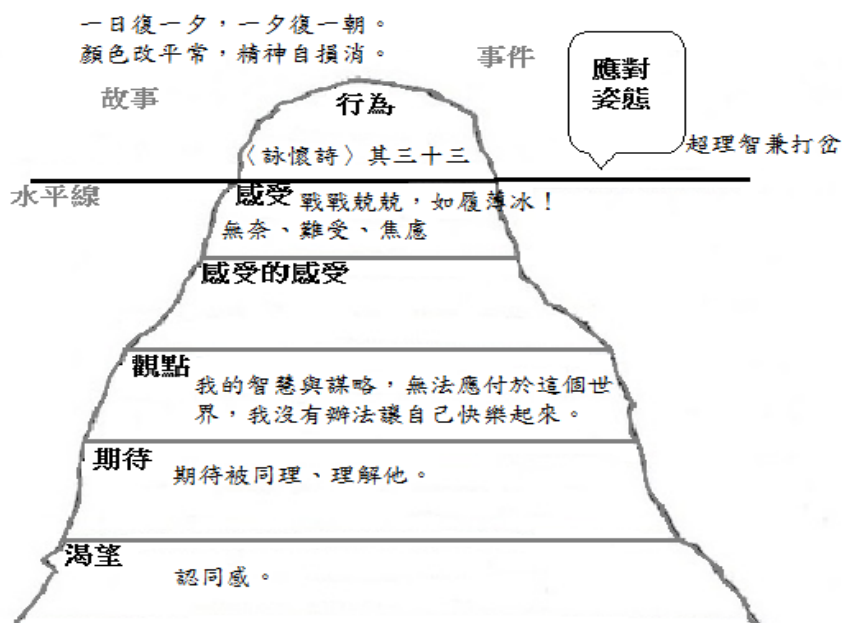 一日復一夕，一夕復一朝。
顏色改平常，精神自損消。
事件
故事
應對
姿態
行為
〈詠懷詩〉其三十三
超理智兼打岔
水平線
感受 戰戰兢兢，如履薄冰！
無奈、難受、焦慮
感受的感受
觀點
我的智慧與謀略，無法應付於這個世
界，我沒有辦法讓自己快樂起來。
期待
期待被同理、理解他。
渴望
認同感。